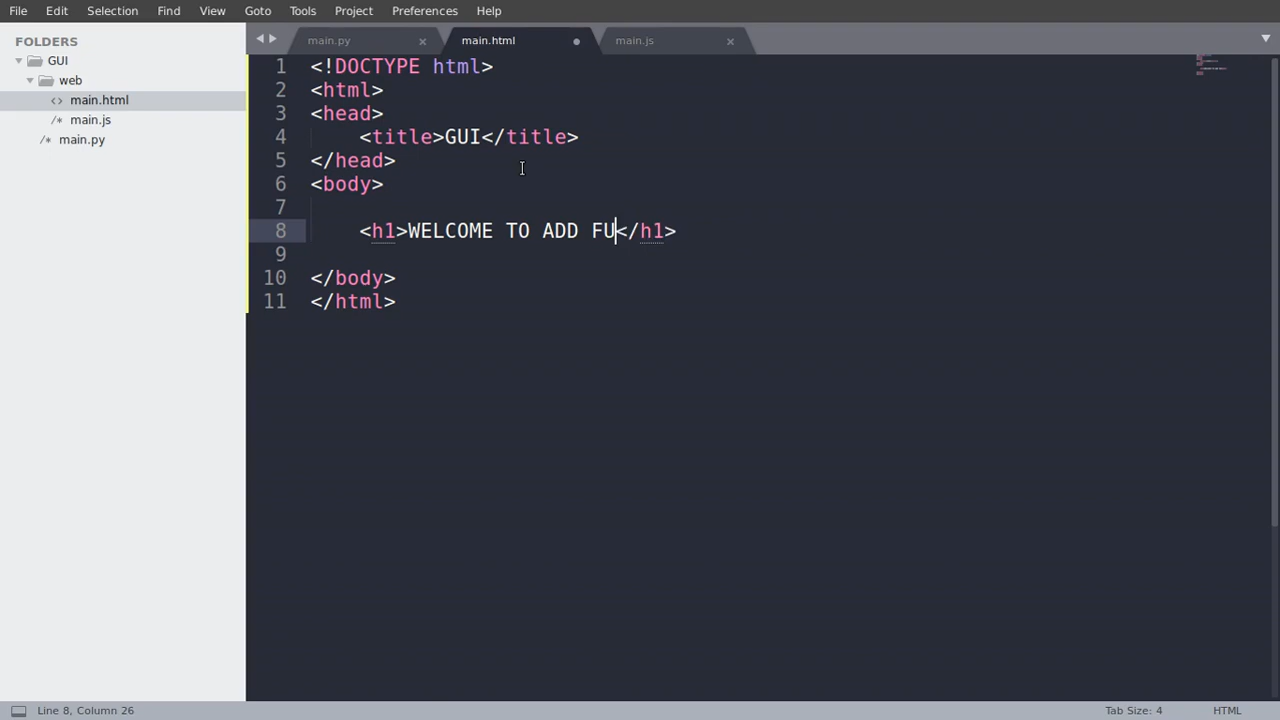 File Edit Selection Find View Goto Tools Project Preferences Help
FOLDERS
GUI
web
<> main.html
/* main.js
/* main.py
main.py × main.html main.js ×
1 <!DOCTYPE html>
2 <html>
3 <head>
4 <title>GUI</title>
5 </head>
6 <body>
7
8 <h1>WELCOME TO ADD FU</h1>
9
10 </body>
11 </html>
Line 8, Column 26 Tab Size: 4 HTML